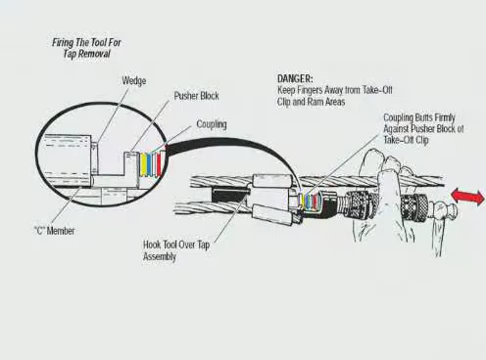 Firing The Tool For
Tap Removal
Wedge
Pusher Block
Coupling
DANGER:
Keep Fingers Away from Take-Off
Clip and Ram Areas
Coupling Butts Firmly
Against Pusher Block of
Take-Off Clip
"C" Member
Hook Tool Over Tap
Assembly